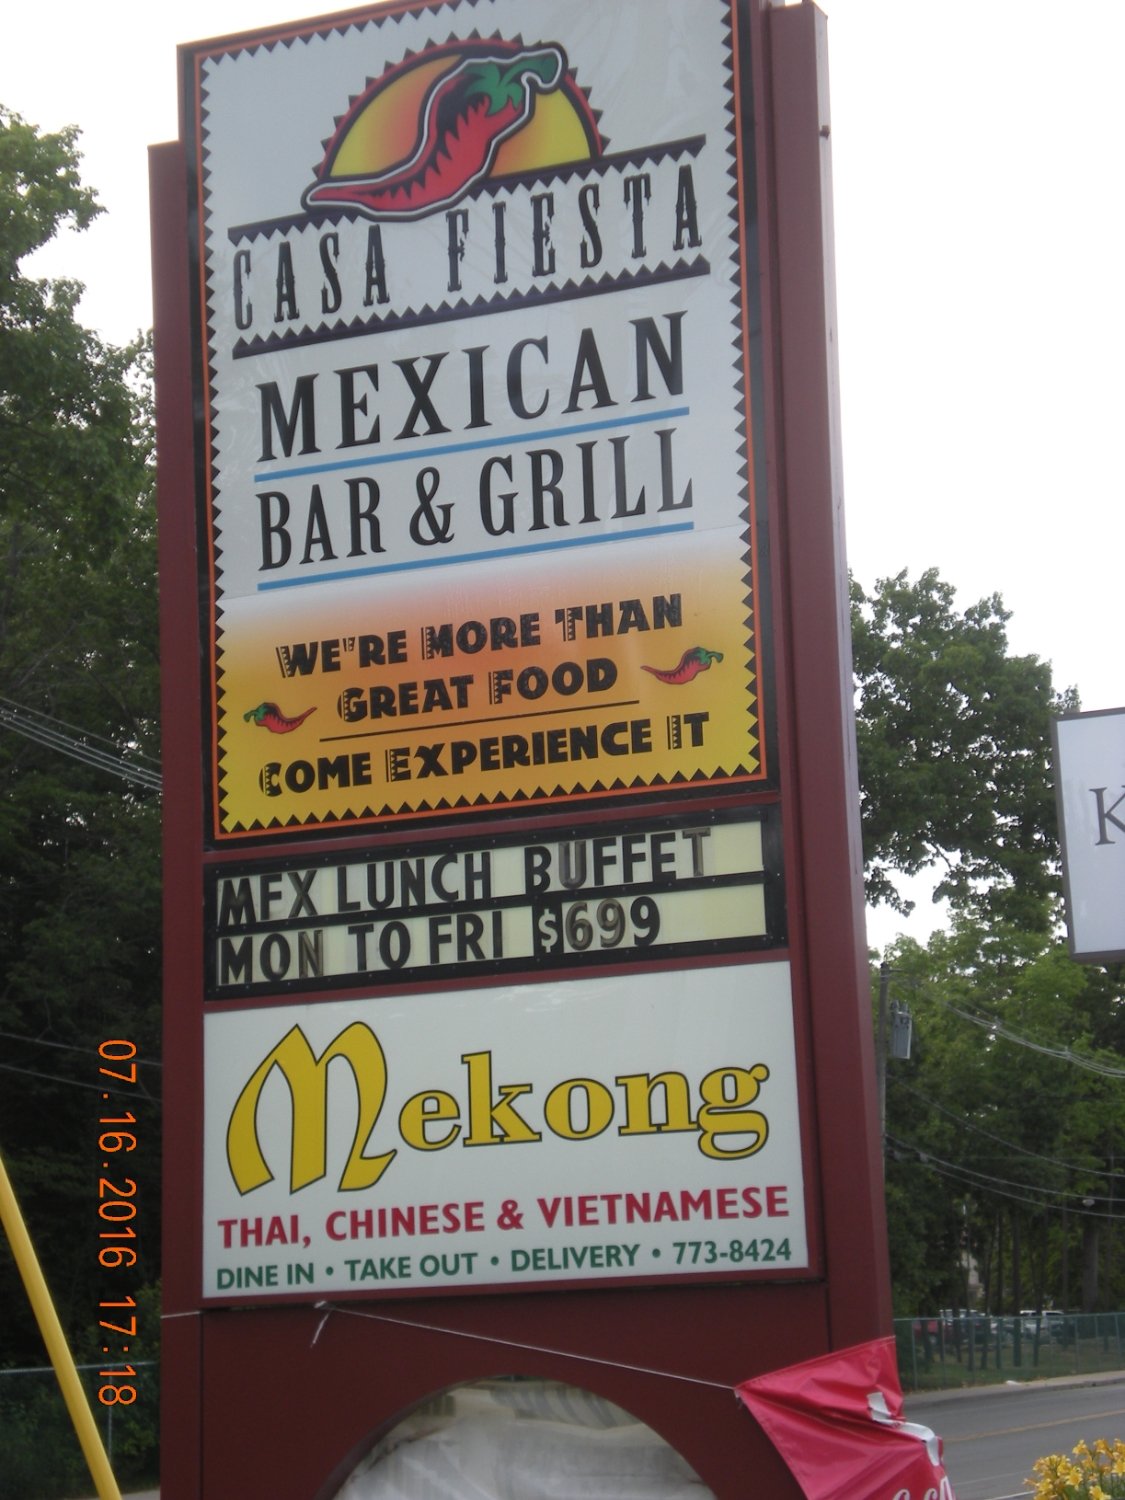 CASA FIESTA
MEXICAN
BAR & GRILL
WE'RE MORE THAN
GREAT FOOD
COME EXPERIENCE IT
MEX LUNCH BUFFET
MON TO FRI $699
Mekong
THAI, CHINESE & VIETNAMESE
DINE IN • TAKE OUT • DELIVERY • 773-8424
K
07.16.2016 17:18